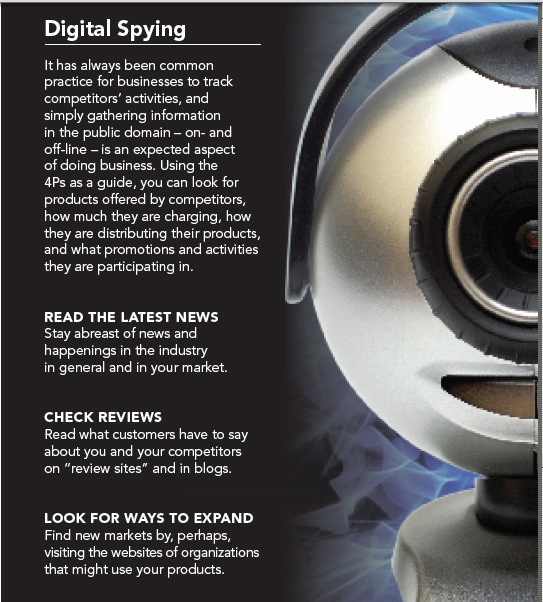 Digital Spying
It has always been common
practice for businesses to track
competitors’ activities, and
simply gathering information
in the public domain – on- and
off-line – is an expected aspect
of doing business. Using the
4Ps as a guide, you can look for
products offered by competitors,
how much they are charging, how
they are distributing their products,
and what promotions and activities
they are participating in.
READ THE LATEST NEWS
Stay abreast of news and
happenings in the industry
in general and in your market.
CHECK REVIEWS
Read what customers have to say
about you and your competitors
on “review sites” and in blogs.
LOOK FOR WAYS TO EXPAND
Find new markets by, perhaps,
visiting the websites of organizations
that might use your products.